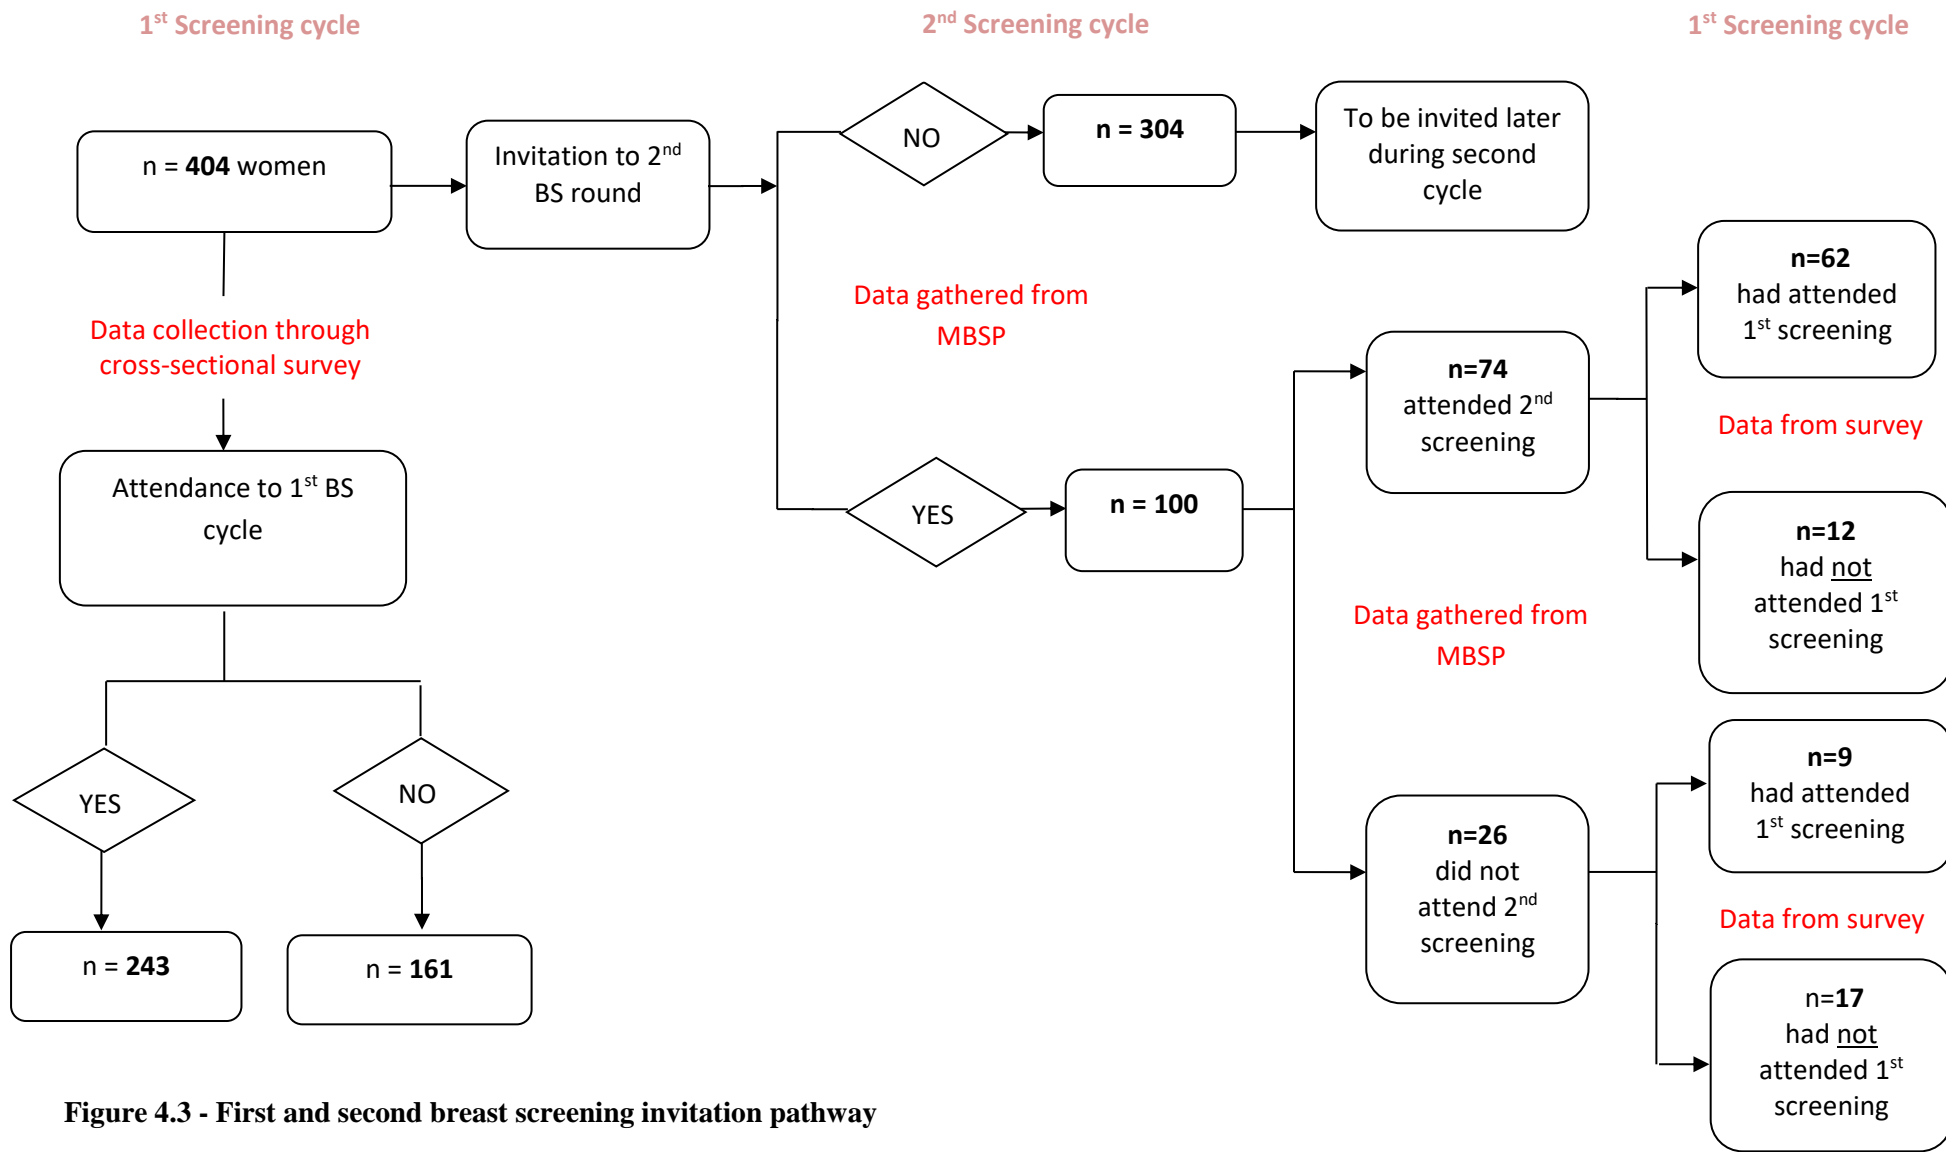 1st Screening cycle
2nd Screening cycle
1st Screening cycle
n = 404 women
Invitation to 2nd
BS round
NO
n = 304
To be invited later
during second
cycle
Data collection through
cross-sectional survey
Attendance to 1st BS
cycle
YES
NO
n = 243
n = 161
Data gathered from
MBSP
YES
n = 100
n=74
attended 2nd
screening
Data gathered from
MBSP
n=26
did not
attend 2nd
screening
n=62
had attended
1st screening
Data from survey
n=12
had not
attended 1st
screening
n=9
had attended
1st screening
Data from survey
n=17
had not
attended 1st
screening
Figure 4.3 - First and second breast screening invitation pathway